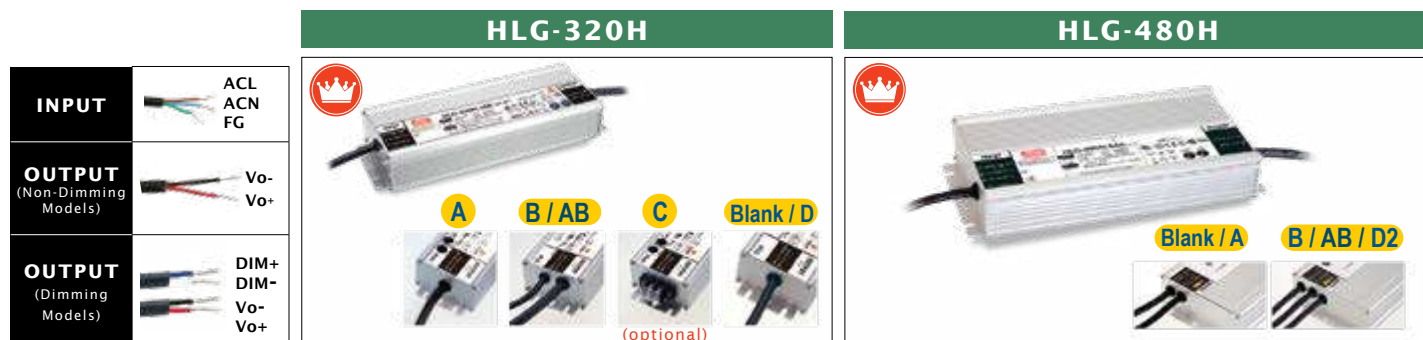 HLG-320H
HLG-480H
INPUT
ACL
ACN
FG
OUTPUT
(Non-Dimming
Models)
Vo-
Vo+
OUTPUT
(Dimming
Models)
DIM+
DIM-
Vo-
Vo+
A
B / AB
C
Blank / D
(optional)
Blank / A
B / AB / D2